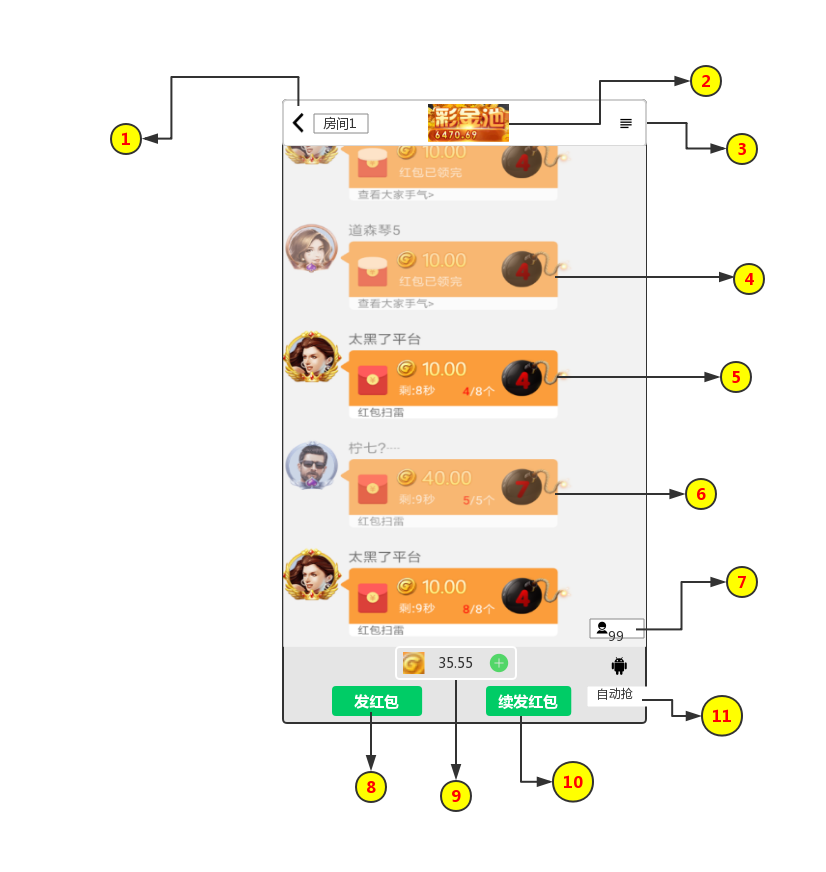 1
2
3
房间1
彩金池
6470.69
10.00
4
红包已领完
查看大家手气>
道森琴5
10.00
4
红包已领完
查看大家手气>
4
太黑了平台
10.00
4
剩:8秒 4/8个
红包扫雷
5
柠七?····
40.00
7
剩:9秒 5/5个
红包扫雷
6
太黑了平台
10.00
4
剩:9秒 8/8个
红包扫雷
7
99
35.55
自动抢
发红包
续发红包
11
8
9
10